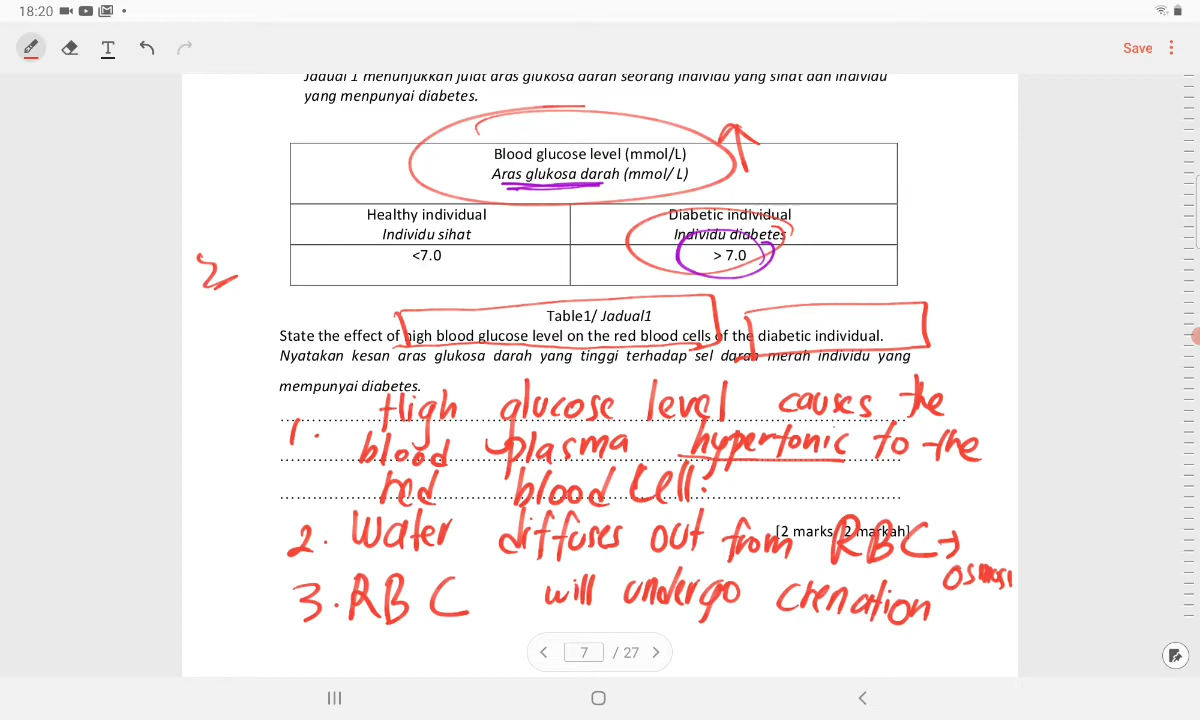 18:20
Save
Jadual 1 menunjukkan julat aras glukosa darah seorang individu yang sihat dan individu
yang menpunyai diabetes.
Blood glucose level (mmol/L)
Aras glukosa darah (mmol/ L)
Healthy individual
Individu sihat
Diabetic individual
Individu diabetes
<7.0
> 7.0
2
Table1/ Jadual1
State the effect of high blood glucose level on the red blood cells of the diabetic individual.
Nyatakan kesan aras glukosa darah yang tinggi terhadap sel darah merah individu yang
mempunyai diabetes.
1. High glucose level causes the
blood plasma hypertonic to the
red blood cell.
[2 marks/ 2 markah]
2. Water diffuses out from RBC →
osmosis
3. RBC will undergo crenation
7 / 27